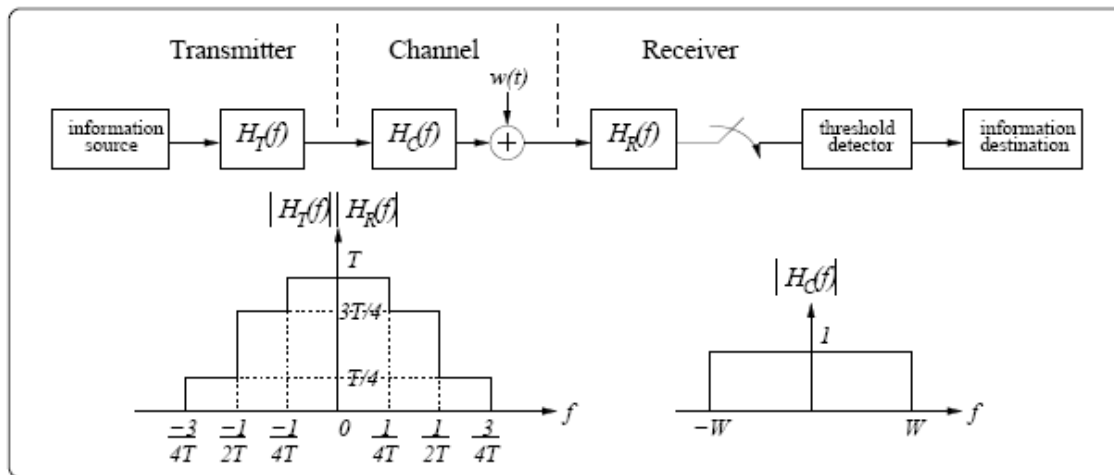 Transmitter Channel Receiver
w(t)
information source
H_T(f)
H_C(f)
+
H_R(f)
threshold detector
information destination
|H_T(f)||H_R(f)|
T
3T/4
T/4
-3/4T -1/2T -1/4T 0 1/4T 1/2T 3/4T f
|H_C(f)|
1
-W W f